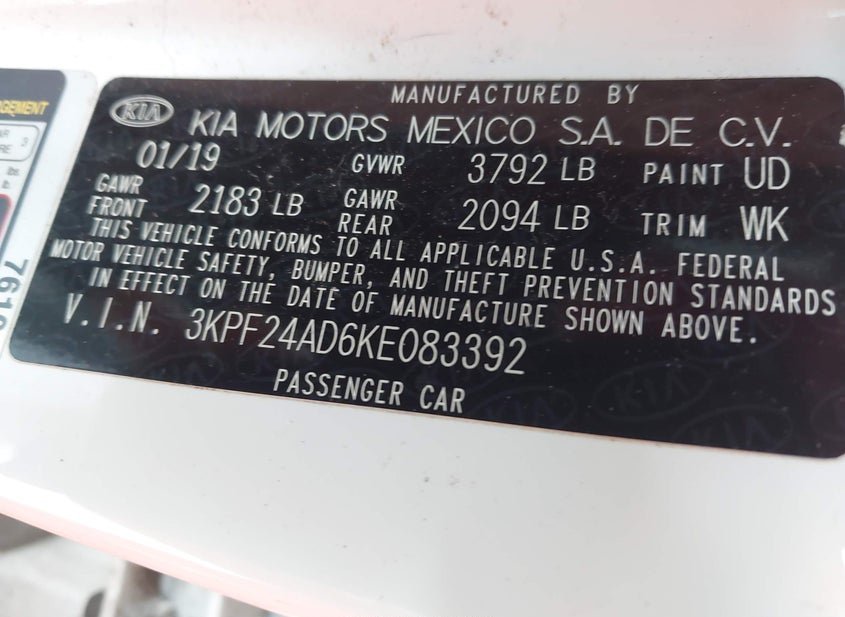 MANUFACTURED BY
KIA KIA MOTORS MEXICO S.A. DE C.V.
01/19 GVWR 3792 LB PAINT UD
GAWR FRONT 2183 LB GAWR REAR 2094 LB TRIM WK
THIS VEHICLE CONFORMS TO ALL APPLICABLE U.S.A. FEDERAL
MOTOR VEHICLE SAFETY, BUMPER, AND THEFT PREVENTION STANDARDS
IN EFFECT ON THE DATE OF MANUFACTURE SHOWN ABOVE.
V.I.N. 3KPF24AD6KE083392
PASSENGER CAR